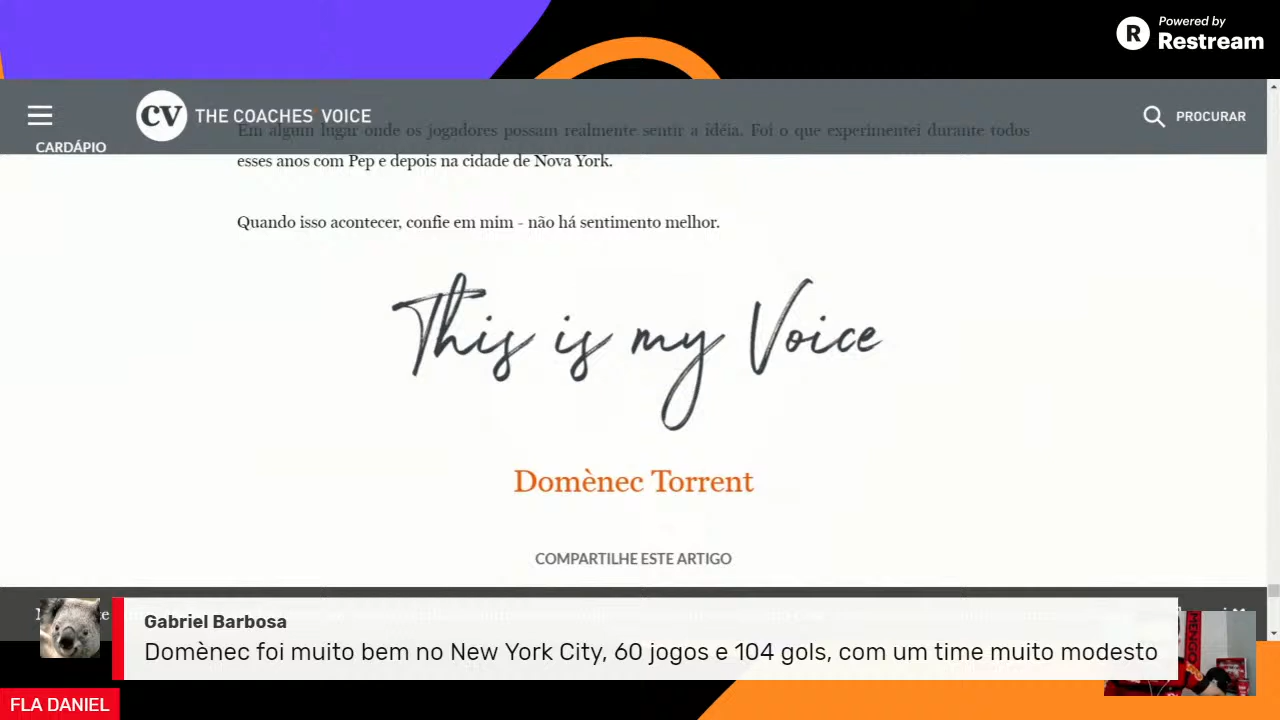 Powered by
R Restream
CV THE COACHES' VOICE
PROCURAR
CARDÁPIO
Em algum lugar onde os jogadores possam realmente sentir a idéia. Foi o que experimentei durante todos
esses anos com Pep e depois na cidade de Nova York.
Quando isso acontecer, confie em mim - não há sentimento melhor.
This is my Voice
Domènec Torrent
COMPARTILHE ESTE ARTIGO
Gabriel Barbosa
Domènec foi muito bem no New York City, 60 jogos e 104 gols, com um time muito modesto
MENGO
FLA DANIEL